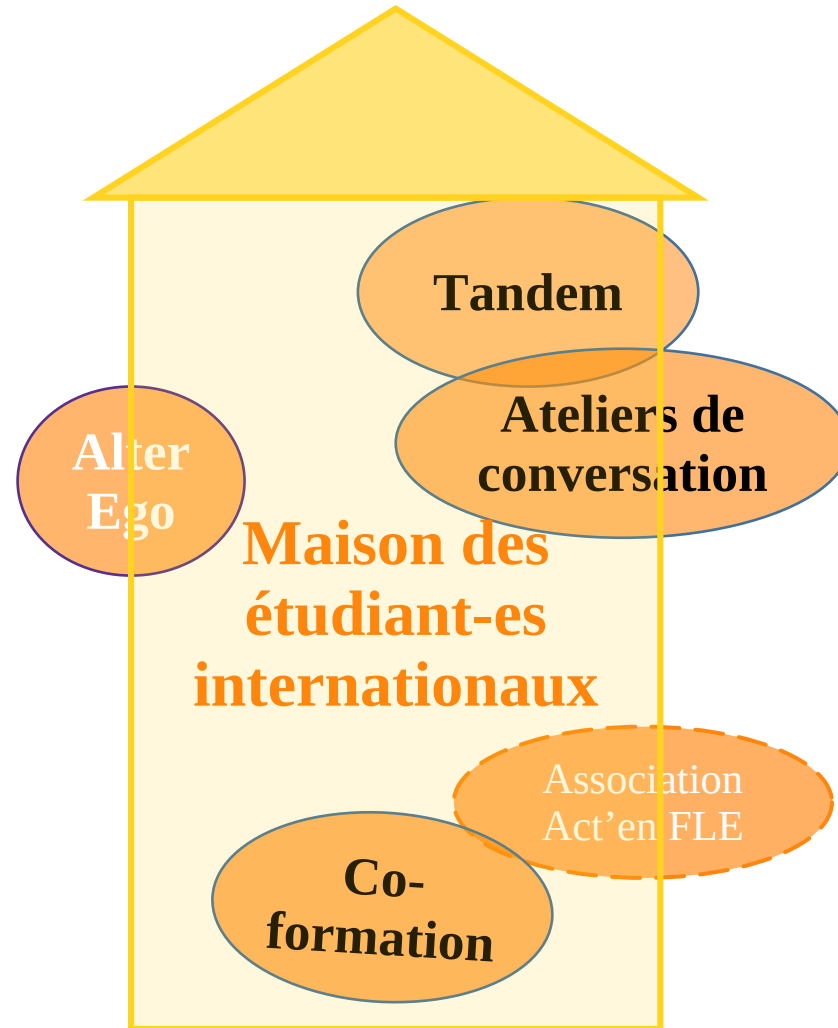 Tandem
Ateliers de
conversation
Alter
Ego
Maison des
étudiant-es
internationaux
Association
Act’en FLE
Co-
formation